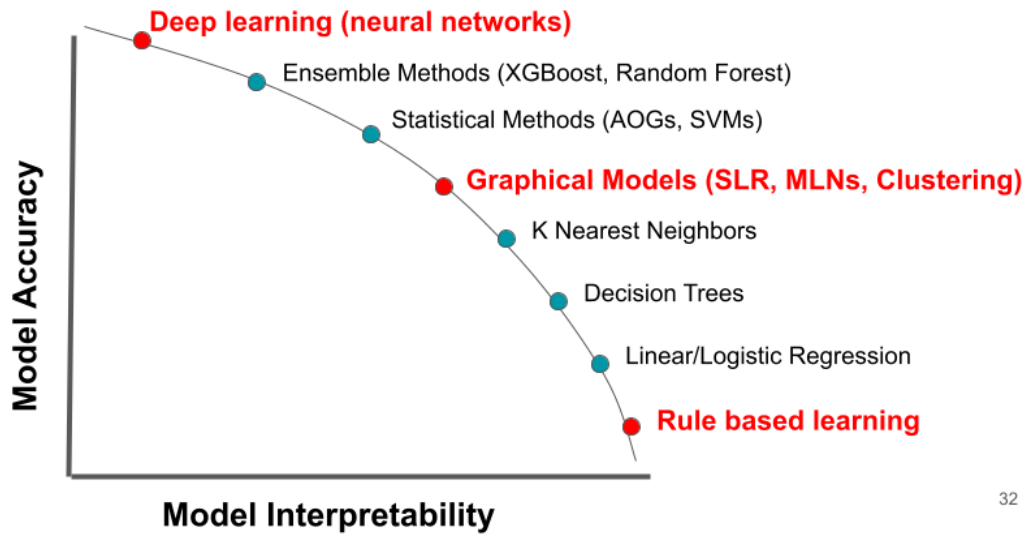 Deep learning (neural networks)
Ensemble Methods (XGBoost, Random Forest)
Statistical Methods (AOGs, SVMs)
Graphical Models (SLR, MLNs, Clustering)
K Nearest Neighbors
Decision Trees
Linear/Logistic Regression
Rule based learning
Model Accuracy
Model Interpretability
32